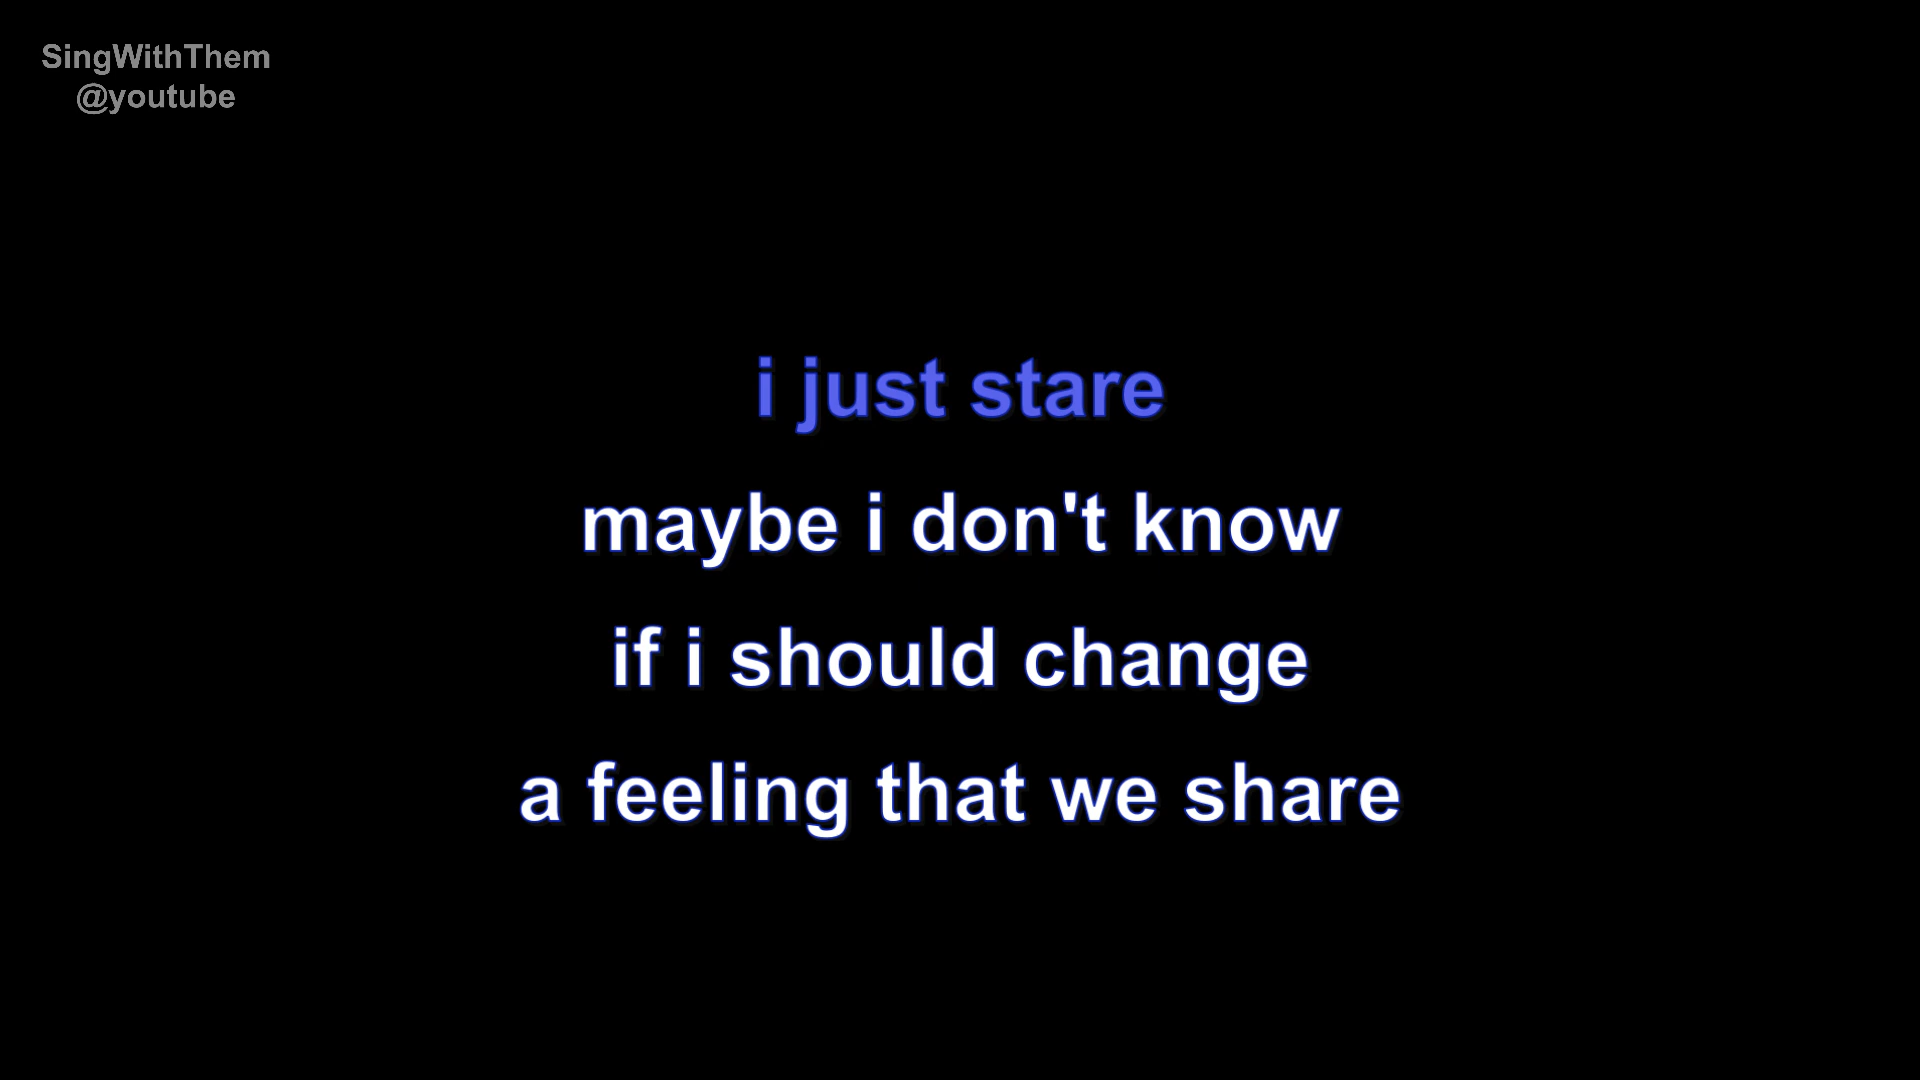 SingWithThem
@youtube
i just stare
maybe i don't know
if i should change
a feeling that we share